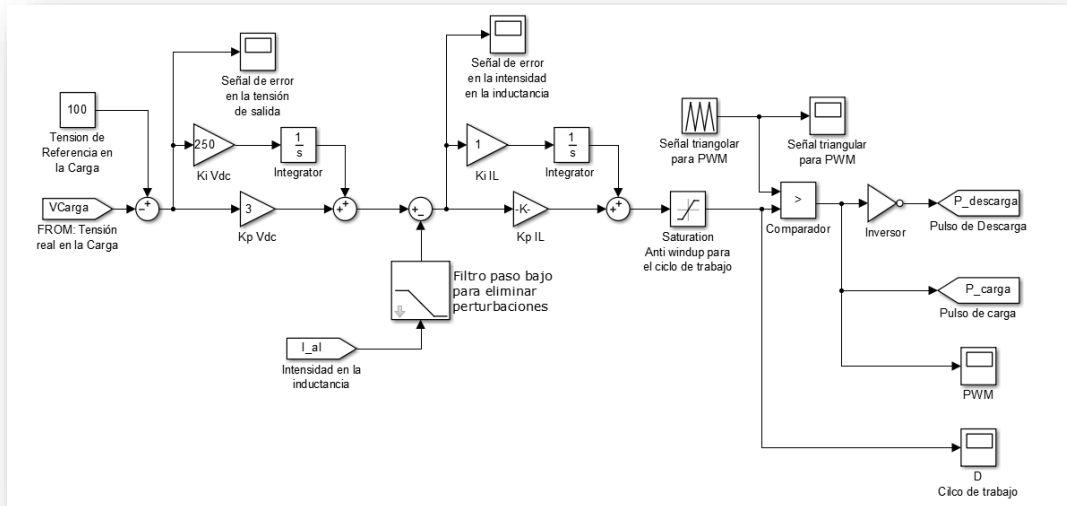 Señal de error
en la tensión
de salida
Señal de error
en la intensidad
en la inductancia
100
Tension de
Referencia en
la Carga
250
Ki Vdc
1
s
Integrator
1
Ki IL
1
s
Integrator
Señal triangolar
para PWM
Señal triangular
para PWM
VCarga
FROM: Tensión
real en la Carga
3
Kp Vdc
-K-
Kp IL
Saturation
Anti windup para
el ciclo de trabajo
>
Comparador
Inversor
P_descarga
Pulso de Descarga
Filtro paso bajo
para eliminar
perturbaciones
P_carga
Pulso de carga
I_al
Intensidad en la
inductancia
PWM
D
Cilco de trabajo